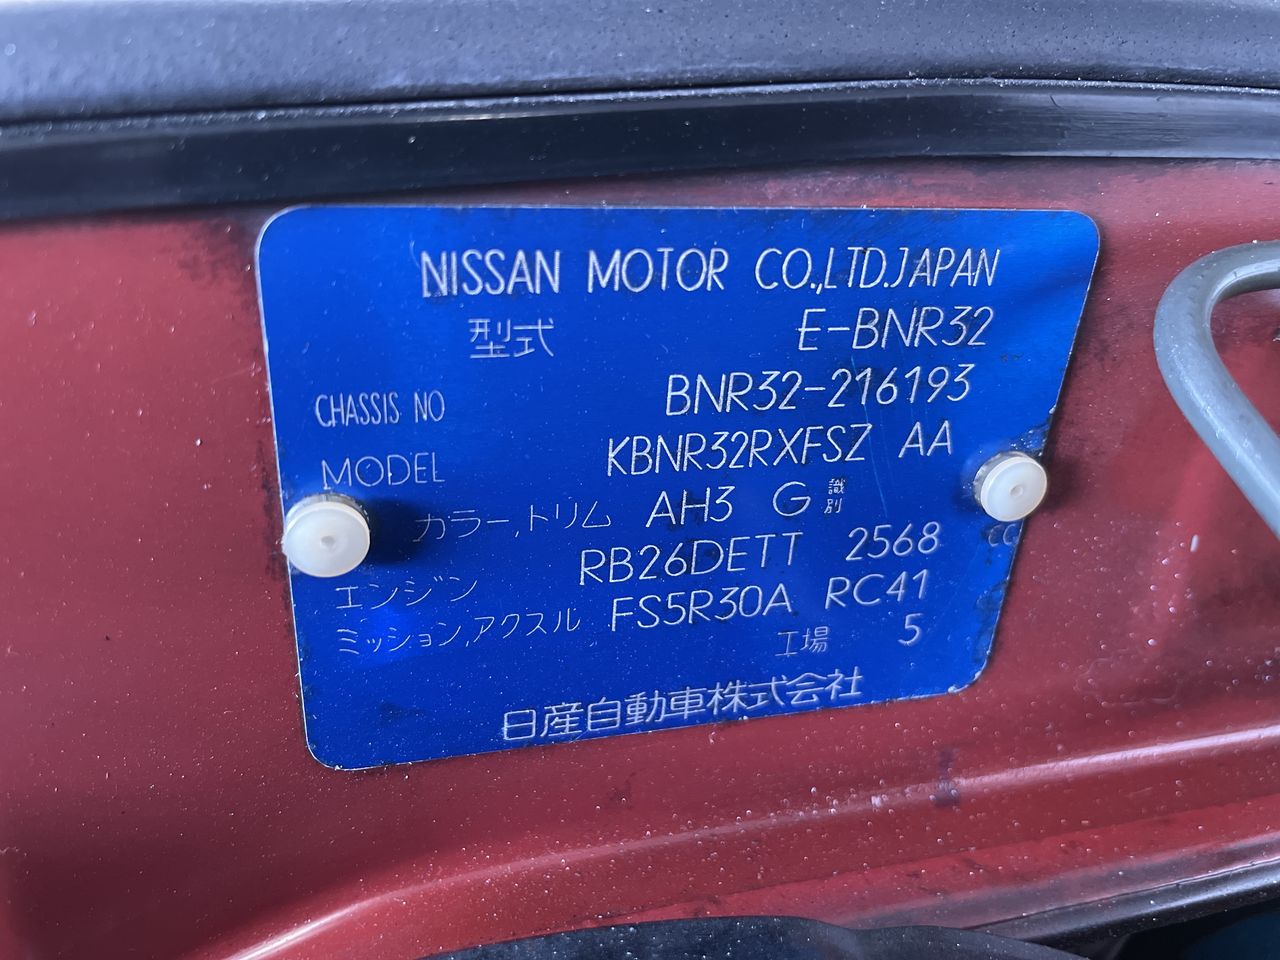 NISSAN MOTOR CO.,LTD.JAPAN
型式 E-BNR32
CHASSIS NO BNR32-216193
MODEL KBNR32RXFSZ AA
カラー,トリム AH3 G 識別
エンジン RB26DETT 2568
ミッション,アクスル FS5R30A RC41
工場 5
日産自動車株式会社